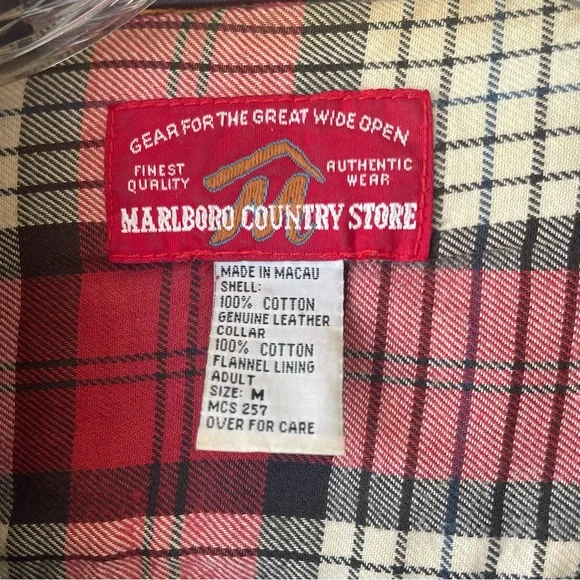 GEAR FOR THE GREAT WIDE OPEN
FINEST QUALITY
AUTHENTIC WEAR
MARLBORO COUNTRY STORE
MADE IN MACAU
SHELL:
100% COTTON
GENUINE LEATHER
COLLAR
100% COTTON
FLANNEL LINING
ADULT
SIZE: M
MCS 257
OVER FOR CARE